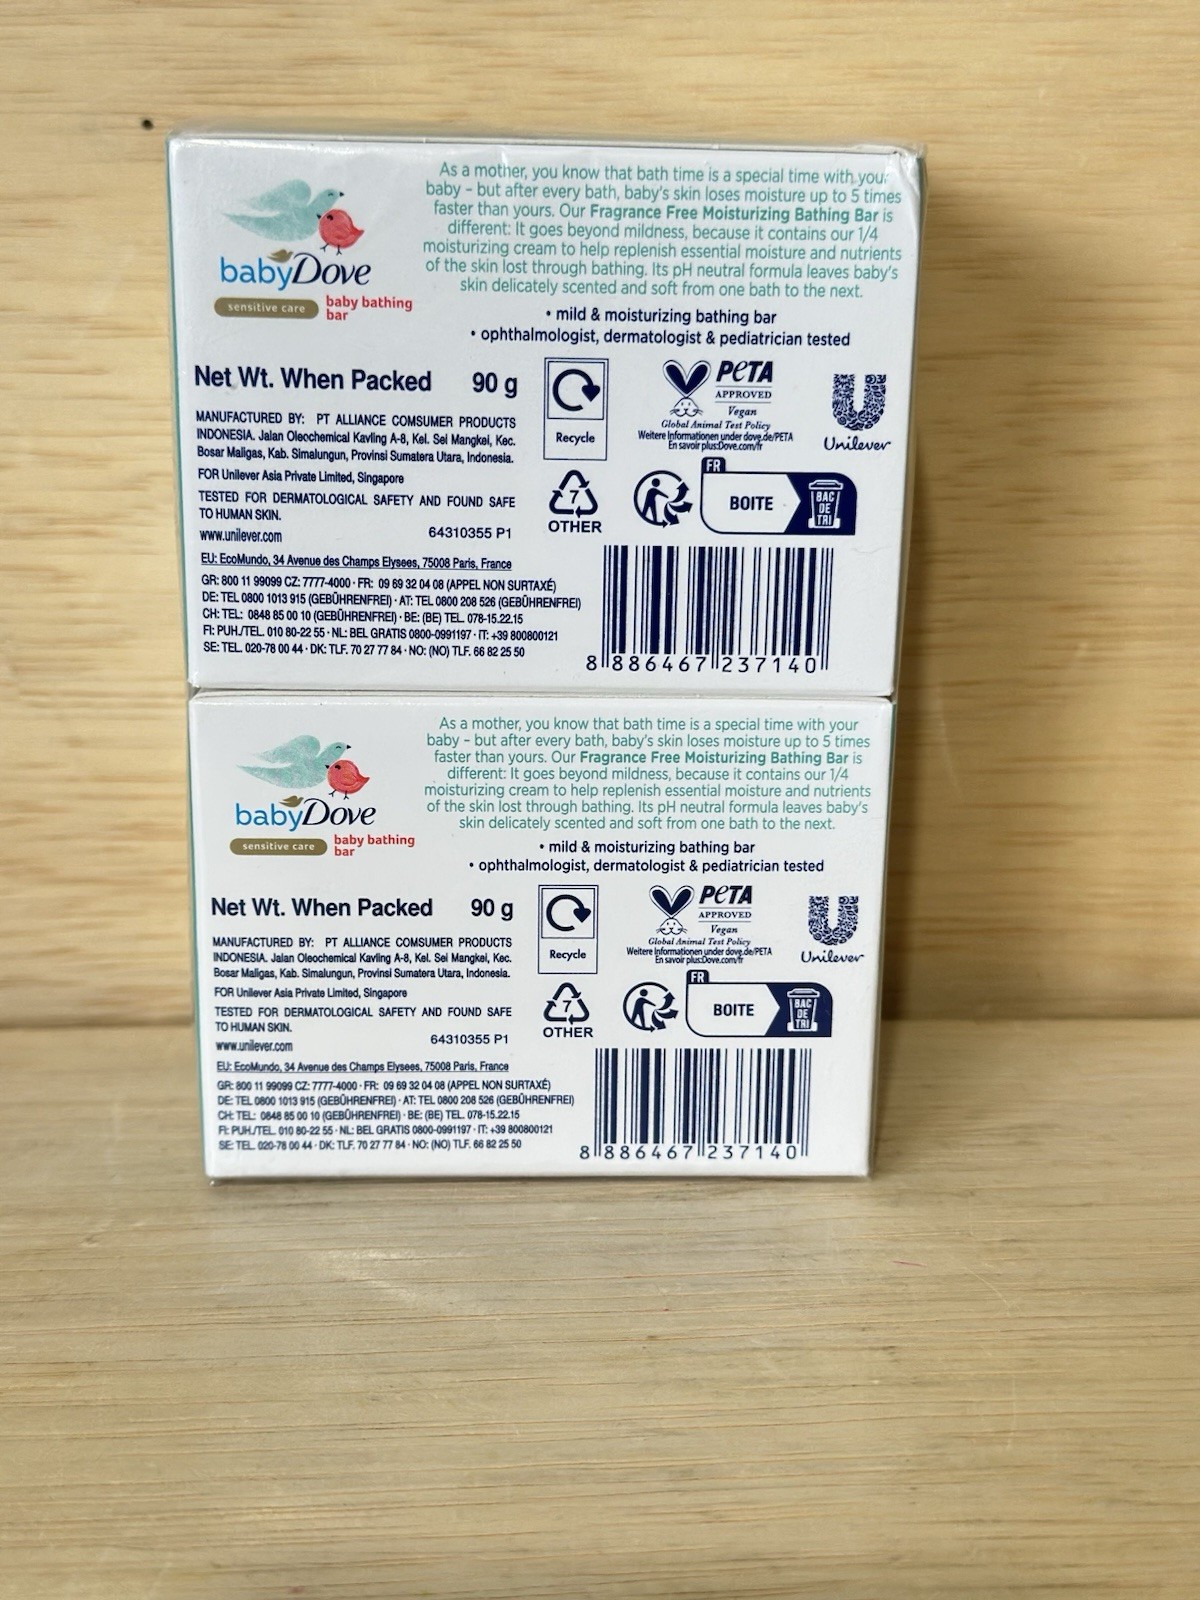 As a mother, you know that bath time is a special time with your
baby – but after every bath, baby's skin loses moisture up to 5 times
faster than yours. Our Fragrance Free Moisturizing Bathing Bar is
different: It goes beyond mildness, because it contains our 1/4
moisturizing cream to help replenish essential moisture and nutrients
of the skin lost through bathing. Its pH neutral formula leaves baby's
skin delicately scented and soft from one bath to the next.
babyDove
sensitive care
baby bathing
bar
• mild & moisturizing bathing bar
• ophthalmologist, dermatologist & pediatrician tested
Net Wt. When Packed 90 g
MANUFACTURED BY: PT ALLIANCE COMSUMER PRODUCTS
INDONESIA. Jalan Oleochemical Kavling A-8, Kel. Sei Mangkei, Kec.
Bosar Maligas, Kab. Simalungun, Provinsi Sumatera Utara, Indonesia.
FOR Unilever Asia Private Limited, Singapore
TESTED FOR DERMATOLOGICAL SAFETY AND FOUND SAFE
TO HUMAN SKIN.
www.unilever.com 64310355 P1
EU: EcoMundo, 34 Avenue des Champs Elysees, 75008 Paris, France
GR: 800 11 99099 CZ: 7777-4000 · FR: 09 69 32 04 08 (APPEL NON SURTAXÉ)
DE: TEL 0800 1013 915 (GEBÜHRENFREI) · AT: TEL 0800 208 526 (GEBÜHRENFREI)
CH: TEL: 0848 85 00 10 (GEBÜHRENFREI) · BE: (BE) TEL. 078-15.22.15
FI: PUH./TEL. 010 80-22 55 · NL: BEL GRATIS 0800-0991197 · IT: +39 800800121
SE: TEL. 020-78 00 44 · DK: TLF. 70 27 77 84 · NO: (NO) TLF. 66 82 25 50
Recycle
PETA
APPROVED
Vegan
Global Animal Test Policy
Weitere Informationen under dove.de/PETA
En savoir plus:Dove.com/fr
Unilever
7
OTHER
FR
BOITE
BAC
DE
TRI
8 886467 237140
As a mother, you know that bath time is a special time with your
baby – but after every bath, baby's skin loses moisture up to 5 times
faster than yours. Our Fragrance Free Moisturizing Bathing Bar is
different: It goes beyond mildness, because it contains our 1/4
moisturizing cream to help replenish essential moisture and nutrients
of the skin lost through bathing. Its pH neutral formula leaves baby's
skin delicately scented and soft from one bath to the next.
babyDove
sensitive care
baby bathing
bar
• mild & moisturizing bathing bar
• ophthalmologist, dermatologist & pediatrician tested
Net Wt. When Packed 90 g
MANUFACTURED BY: PT ALLIANCE COMSUMER PRODUCTS
INDONESIA. Jalan Oleochemical Kavling A-8, Kel. Sei Mangkei, Kec.
Bosar Maligas, Kab. Simalungun, Provinsi Sumatera Utara, Indonesia.
FOR Unilever Asia Private Limited, Singapore
TESTED FOR DERMATOLOGICAL SAFETY AND FOUND SAFE
TO HUMAN SKIN.
www.unilever.com 64310355 P1
EU: EcoMundo, 34 Avenue des Champs Elysees, 75008 Paris, France
GR: 800 11 99099 CZ: 7777-4000 · FR: 09 69 32 04 08 (APPEL NON SURTAXÉ)
DE: TEL 0800 1013 915 (GEBÜHRENFREI) · AT: TEL 0800 208 526 (GEBÜHRENFREI)
CH: TEL: 0848 85 00 10 (GEBÜHRENFREI) · BE: (BE) TEL. 078-15.22.15
FI: PUH./TEL. 010 80-22 55 · NL: BEL GRATIS 0800-0991197 · IT: +39 800800121
SE: TEL. 020-78 00 44 · DK: TLF. 70 27 77 84 · NO: (NO) TLF. 66 82 25 50
Recycle
PETA
APPROVED
Vegan
Global Animal Test Policy
Weitere Informationen under dove.de/PETA
En savoir plus:Dove.com/fr
Unilever
7
OTHER
FR
BOITE
BAC
DE
TRI
8 886467 237140